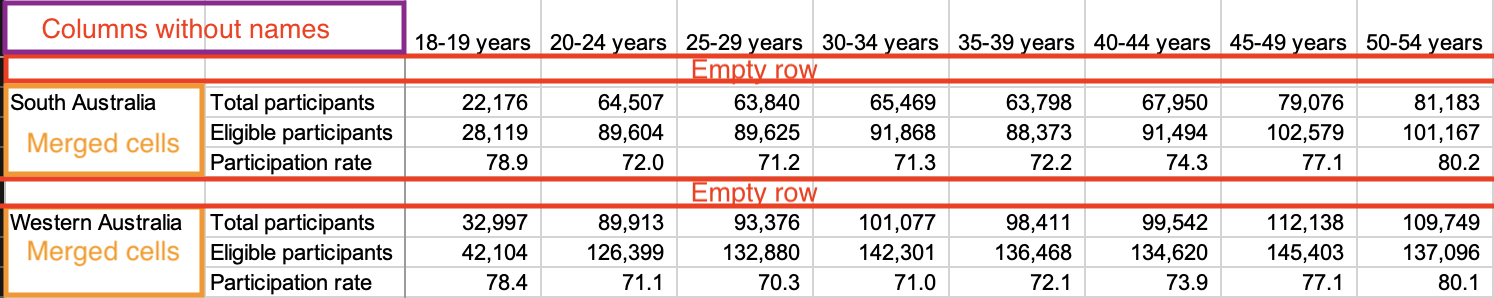 Columns without names
18-19 years 20-24 years 25-29 years 30-34 years 35-39 years 40-44 years 45-49 years 50-54 years
Empty row
South Australia Total participants 22,176 64,507 63,840 65,469 63,798 67,950 79,076 81,183
Merged cells Eligible participants 28,119 89,604 89,625 91,868 88,373 91,494 102,579 101,167
Participation rate 78.9 72.0 71.2 71.3 72.2 74.3 77.1 80.2
Empty row
Western Australia Total participants 32,997 89,913 93,376 101,077 98,411 99,542 112,138 109,749
Merged cells Eligible participants 42,104 126,399 132,880 142,301 136,468 134,620 145,403 137,096
Participation rate 78.4 71.1 70.3 71.0 72.1 73.9 77.1 80.1